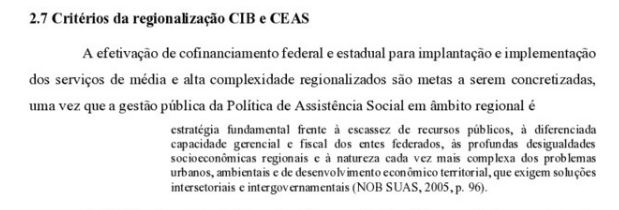 2.7 Critérios da regionalização CIB e CEAS
A efetivação de cofinanciamento federal e estadual para implantação e implementação
dos serviços de média e alta complexidade regionalizados são metas a serem concretizadas,
uma vez que a gestão pública da Política de Assistência Social em âmbito regional é
estratégia fundamental frente à escassez de recursos públicos, à diferenciada
capacidade gerencial e fiscal dos entes federados, às profundas desigualdades
socioeconômicas regionais e à natureza cada vez mais complexa dos problemas
urbanos, ambientais e de desenvolvimento econômico territorial, que exigem soluções
intersetoriais e intergovernamentais (NOB SUAS, 2005, p. 96).